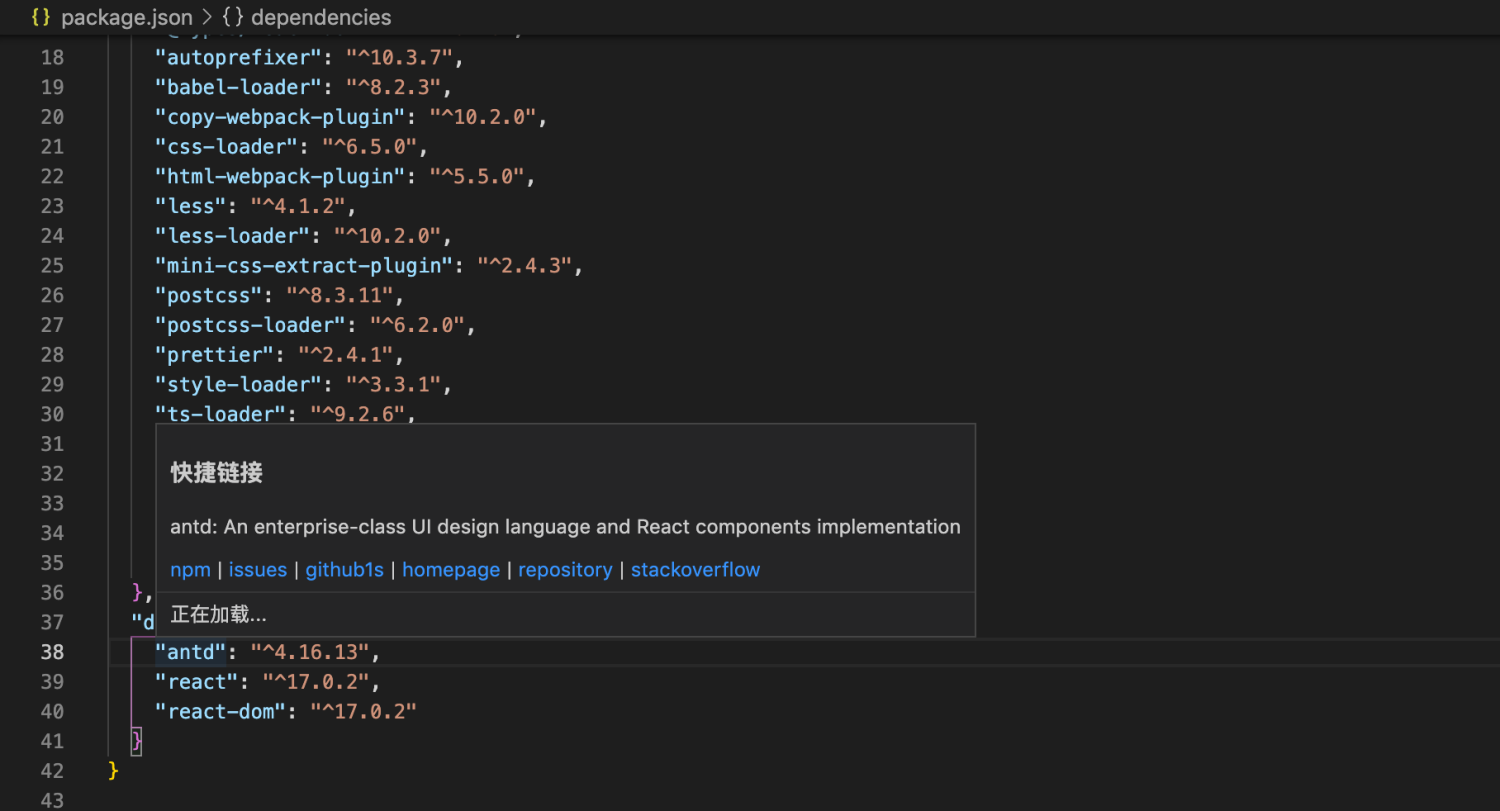 {} package.json > {} dependencies
18 "autoprefixer": "^10.3.7",
19 "babel-loader": "^8.2.3",
20 "copy-webpack-plugin": "^10.2.0",
21 "css-loader": "^6.5.0",
22 "html-webpack-plugin": "^5.5.0",
23 "less": "^4.1.2",
24 "less-loader": "^10.2.0",
25 "mini-css-extract-plugin": "^2.4.3",
26 "postcss": "^8.3.11",
27 "postcss-loader": "^6.2.0",
28 "prettier": "^2.4.1",
29 "style-loader": "^3.3.1",
30 "ts-loader": "^9.2.6",
31
32 快捷链接
33
34 antd: An enterprise-class UI design language and React components implementation
35 npm | issues | github1s | homepage | repository | stackoverflow
36 },
37 "d 正在加载...
38 "antd": "^4.16.13",
39 "react": "^17.0.2",
40 "react-dom": "^17.0.2"
41 }
42 }
43